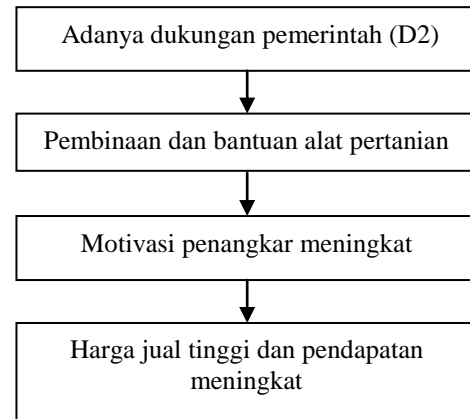 Adanya dukungan pemerintah (D2)
Pembinaan dan bantuan alat pertanian
Motivasi penangkar meningkat
Harga jual tinggi dan pendapatan
meningkat